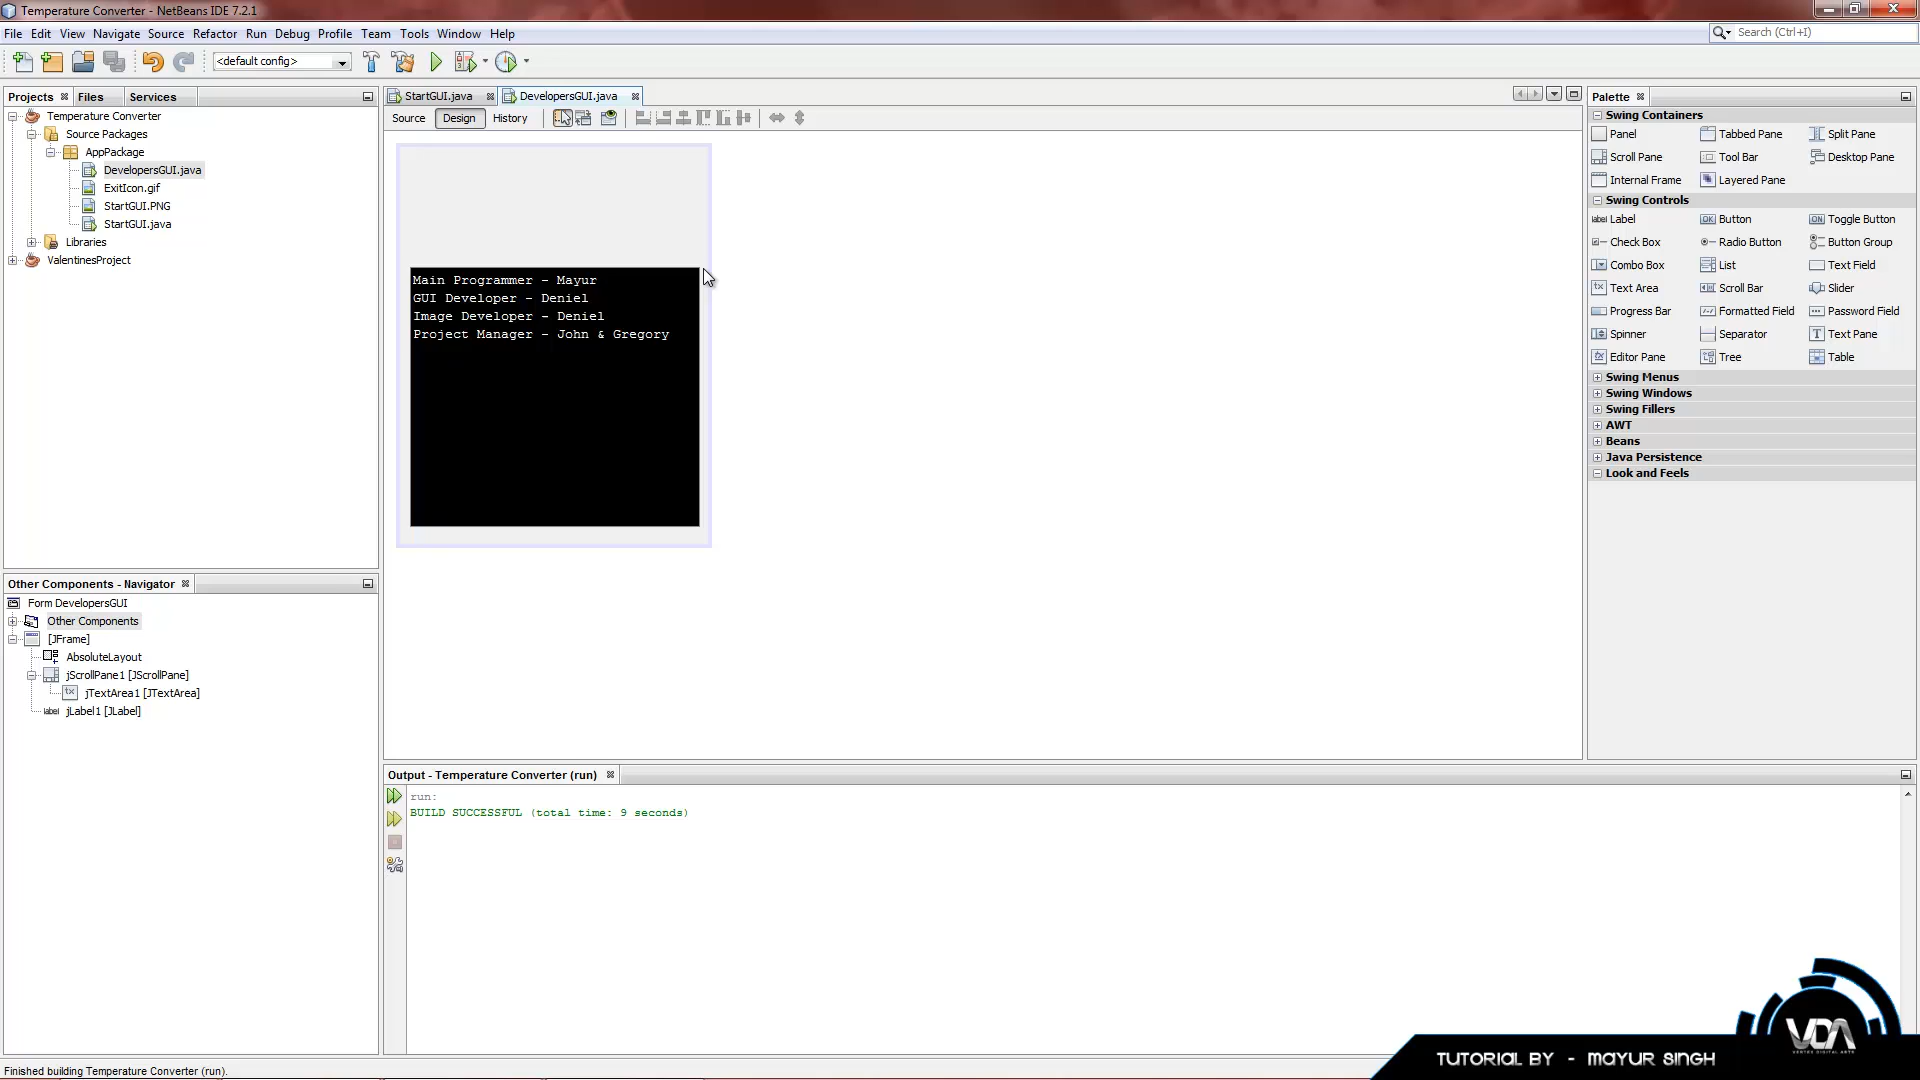 Temperature Converter - NetBeans IDE 7.2.1
File Edit View Navigate Source Refactor Run Debug Profile Team Tools Window Help
Search (Ctrl+I)
<default config>
Projects Files Services
StartGUI.java DevelopersGUI.java
Palette
Source Design History
Temperature Converter
Source Packages
AppPackage
DevelopersGUI.java
ExitIcon.gif
StartGUI.PNG
StartGUI.java
Libraries
ValentinesProject
Main Programmer - Mayur
GUI Developer - Deniel
Image Developer - Deniel
Project Manager - John & Gregory
Swing Containers
Panel Tabbed Pane Split Pane
Scroll Pane Tool Bar Desktop Pane
Internal Frame Layered Pane
Swing Controls
label Label OK Button ON Toggle Button
Check Box Radio Button Button Group
Combo Box List Text Field
Text Area Scroll Bar Slider
Progress Bar Formatted Field Password Field
Spinner Separator Text Pane
Editor Pane Tree Table
Swing Menus
Swing Windows
Swing Fillers
AWT
Beans
Java Persistence
Look and Feels
Other Components - Navigator
Form DevelopersGUI
Other Components
[JFrame]
AbsoluteLayout
jScrollPane1 [JScrollPane]
jTextArea1 [JTextArea]
label jLabel1 [JLabel]
Output - Temperature Converter (run)
run:
BUILD SUCCESSFUL (total time: 9 seconds)
VDA
TUTORIAL BY - MAYUR SINGH
Finished building Temperature Converter (run).